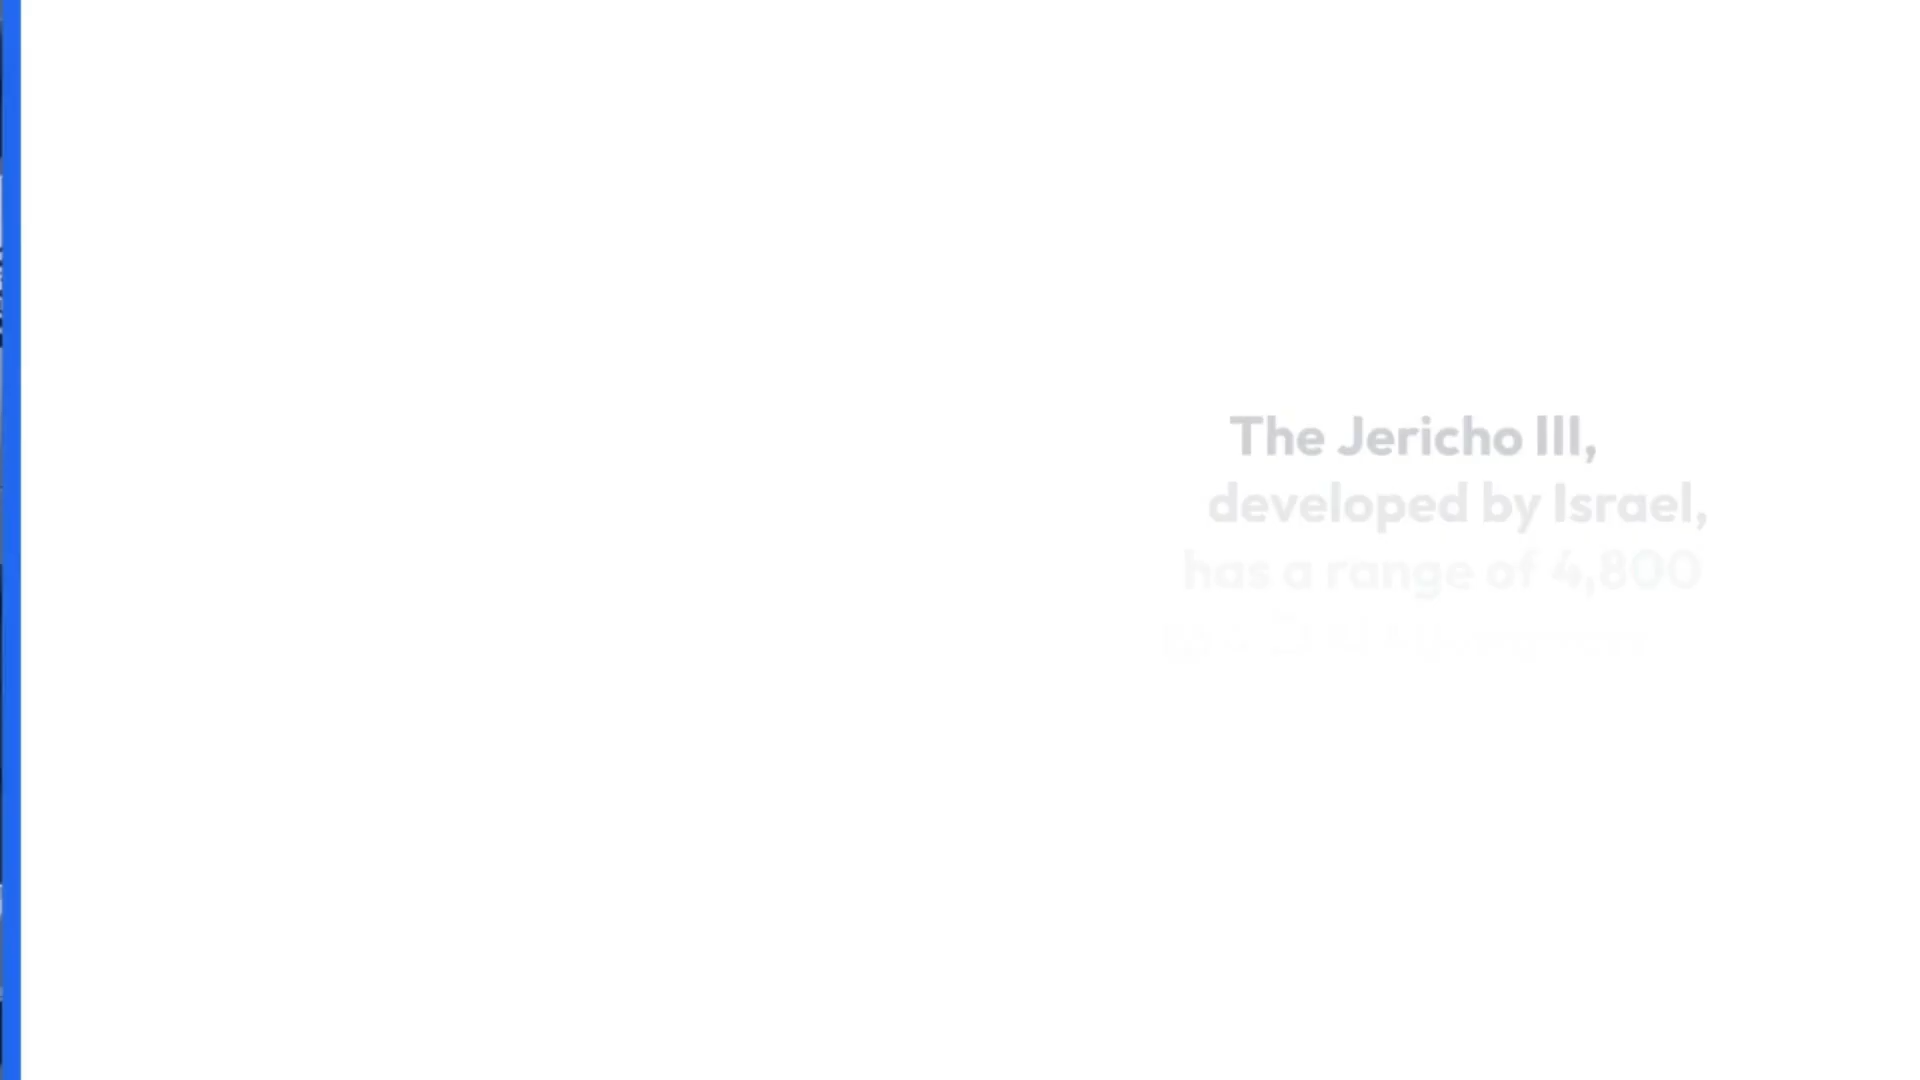 The Jericho III,
developed by Israel,
has a range of 4,800